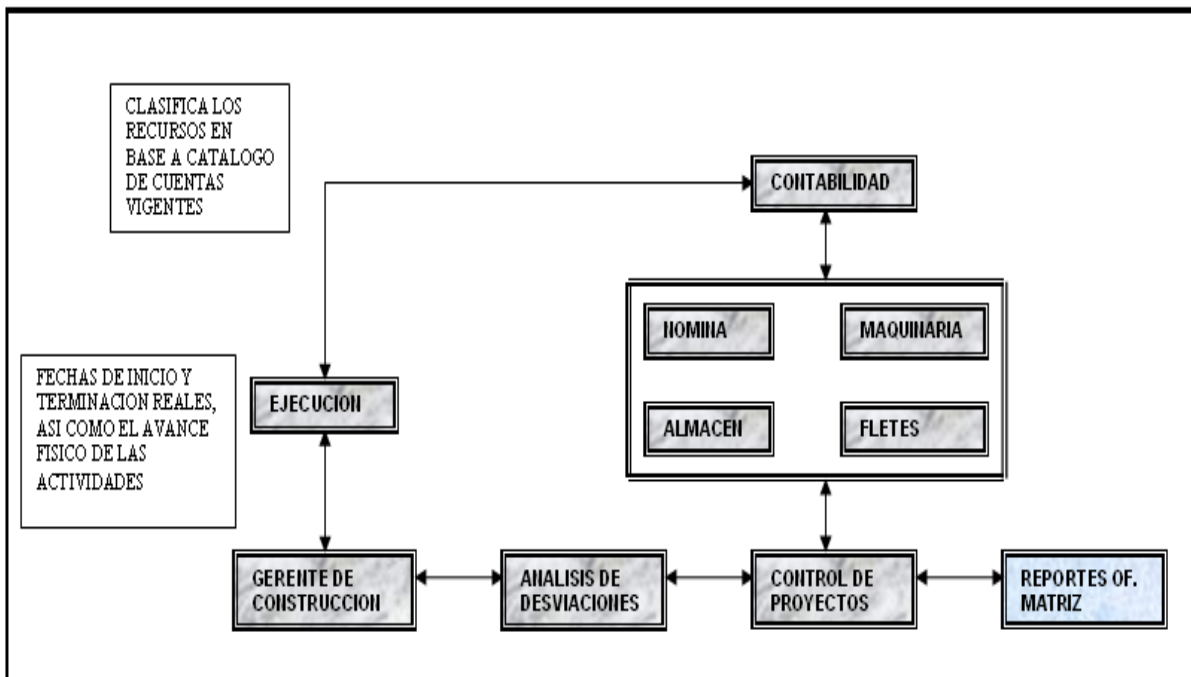 CLASIFICA LOS
RECURSOS EN
BASE A CATALOGO
DE CUENTAS
VIGENTES
CONTABILIDAD
NOMINA
MAQUINARIA
ALMACEN
FLETES
FECHAS DE INICIO Y
TERMINACION REALES,
ASI COMO EL AVANCE
FISICO DE LAS
ACTIVIDADES
EJECUCION
GERENTE DE
CONSTRUCCION
ANALISIS DE
DESVIACIONES
CONTROL DE
PROYECTOS
REPORTES OF.
MATRIZ